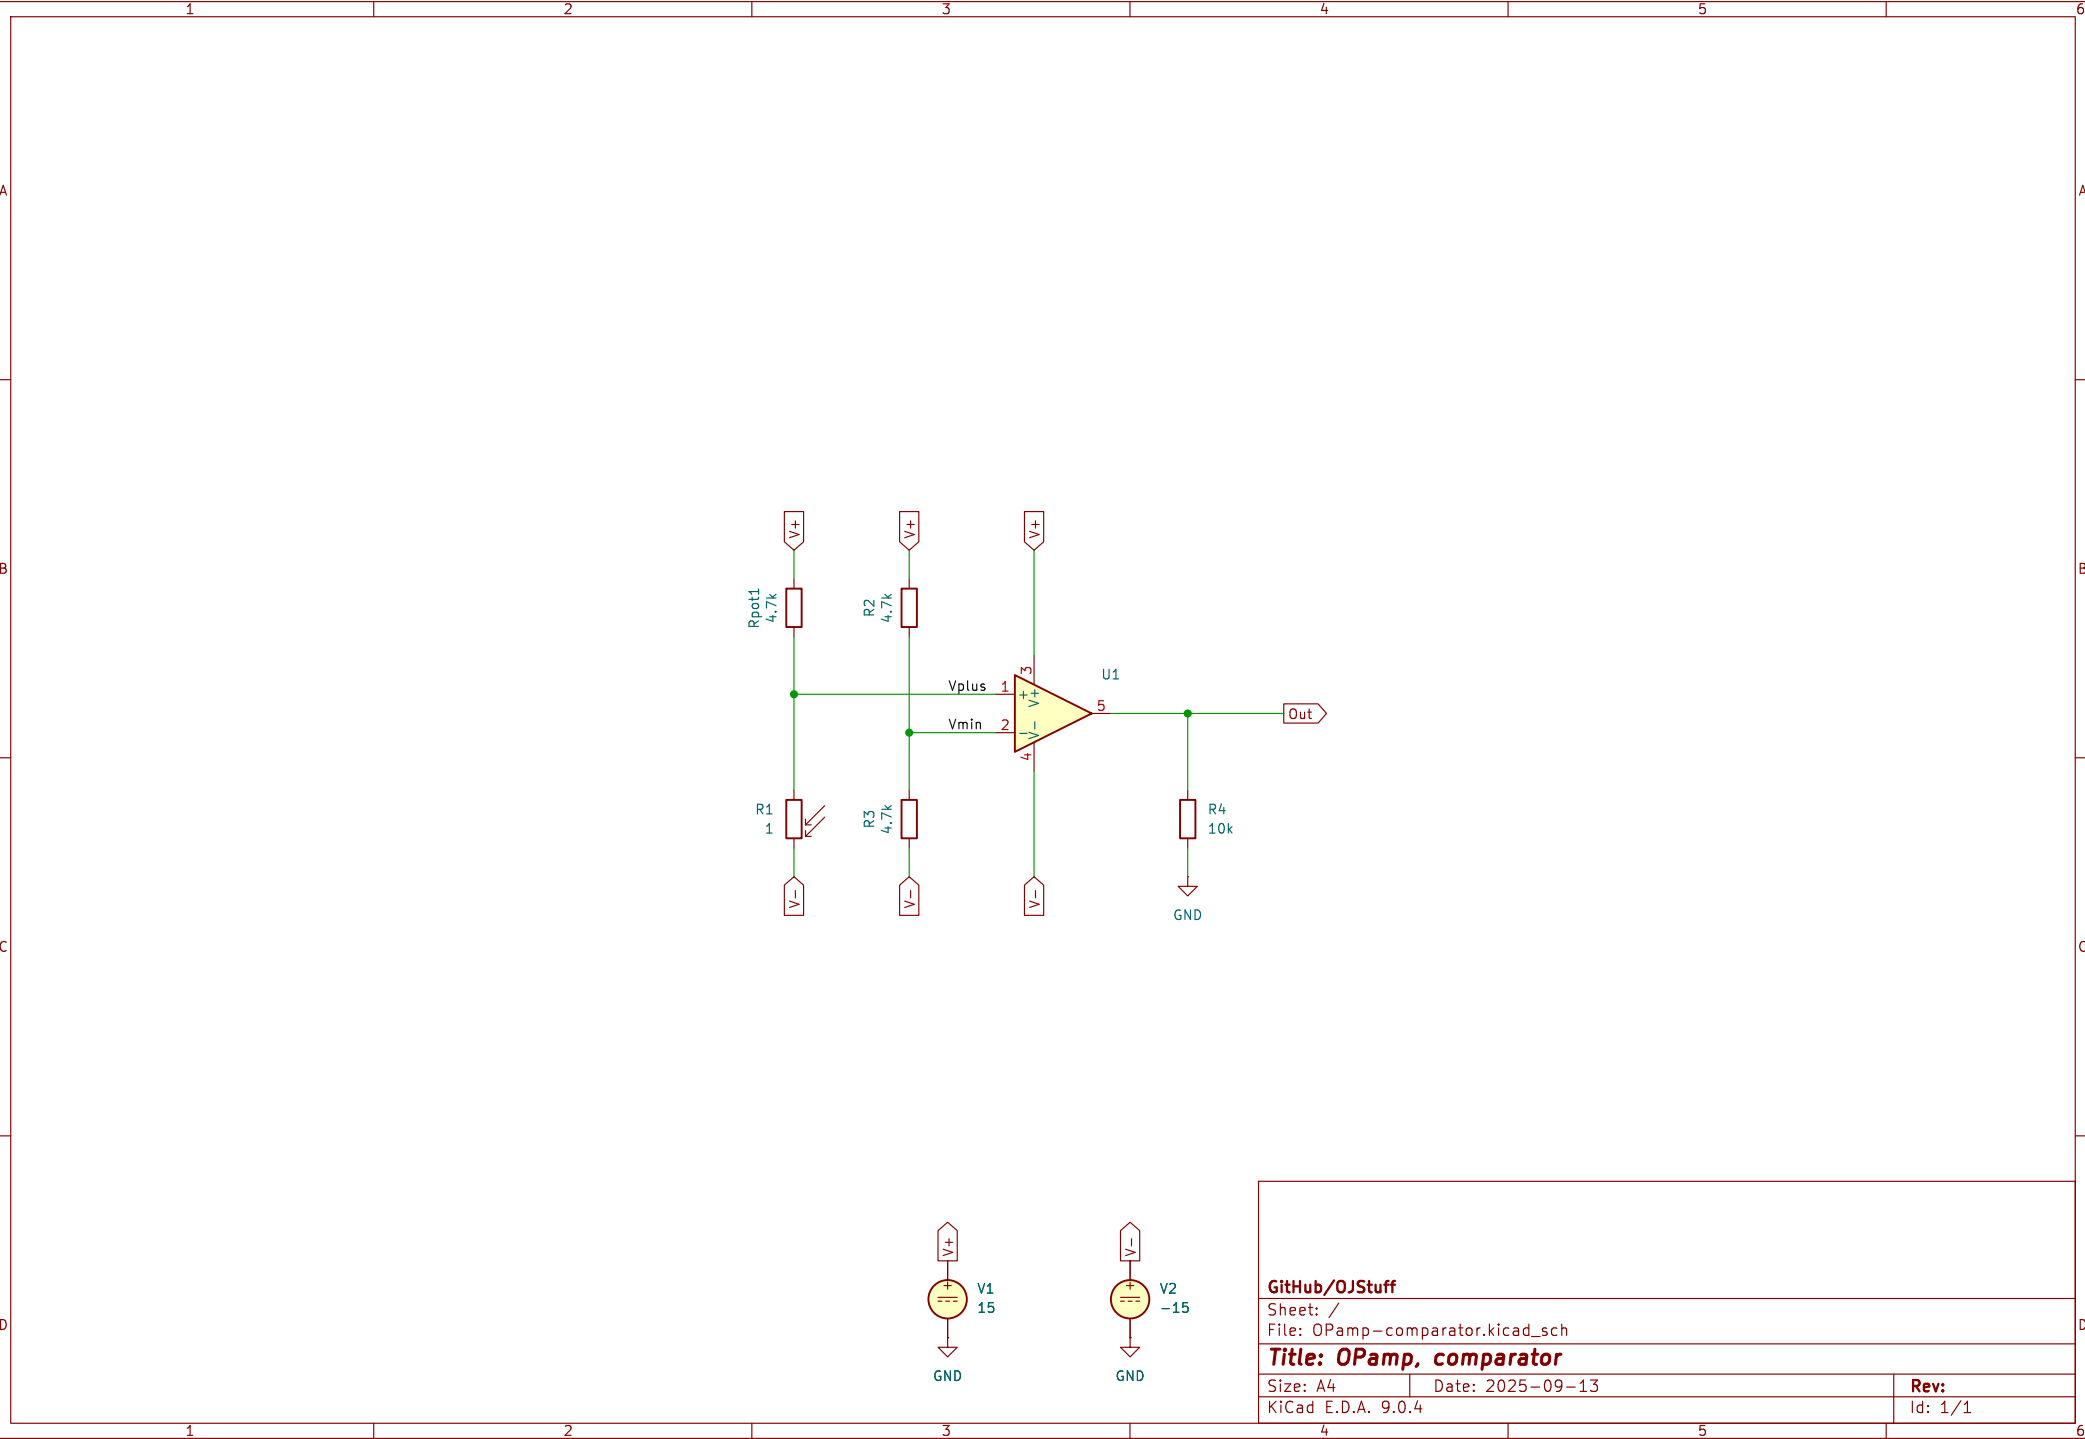 1 2 3 4 5 6
A A
B B
C C
D D
V+ V+ V+
Rpot1
4.7k
R2
4.7k
U1
Vplus 1 + V+ 3
Vmin 2 - V- 4
5
Out
R1
1
R3
4.7k
R4
10k
V- V- V-
GND
V+
V1
15
GND
V-
V2
-15
GND
GitHub/OJStuff
Sheet: /
File: OPamp-comparator.kicad_sch
Title: OPamp, comparator
Size: A4 Date: 2025-09-13 Rev:
KiCad E.D.A. 9.0.4 Id: 1/1
1 2 3 4 5 6